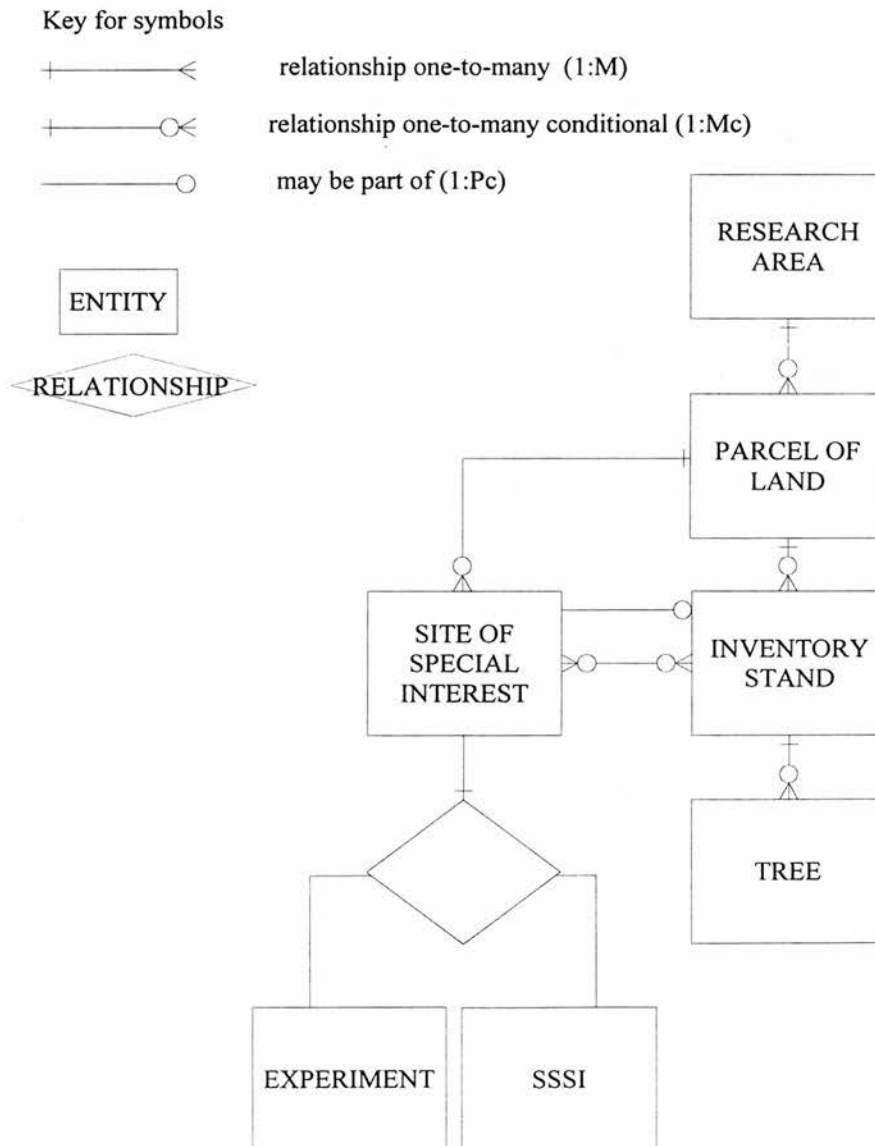 Key for symbols
relationship one-to-many (1:M)
relationship one-to-many conditional (1:Mc)
may be part of (1:Pc)
ENTITY
RELATIONSHIP
RESEARCH
AREA
PARCEL OF
LAND
SITE OF
SPECIAL
INTEREST
INVENTORY
STAND
TREE
EXPERIMENT
SSSI